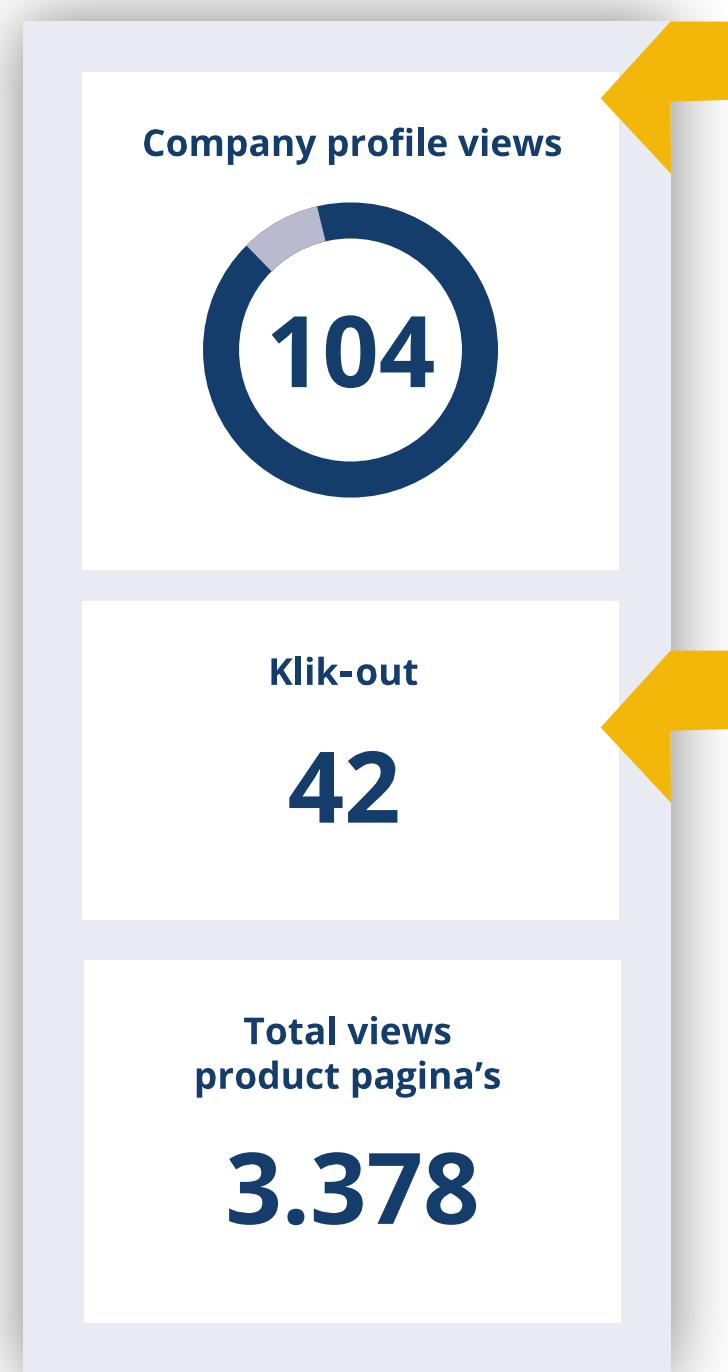 Company profile views
104
Klik-out
42
Total views
product pagina’s
3.378